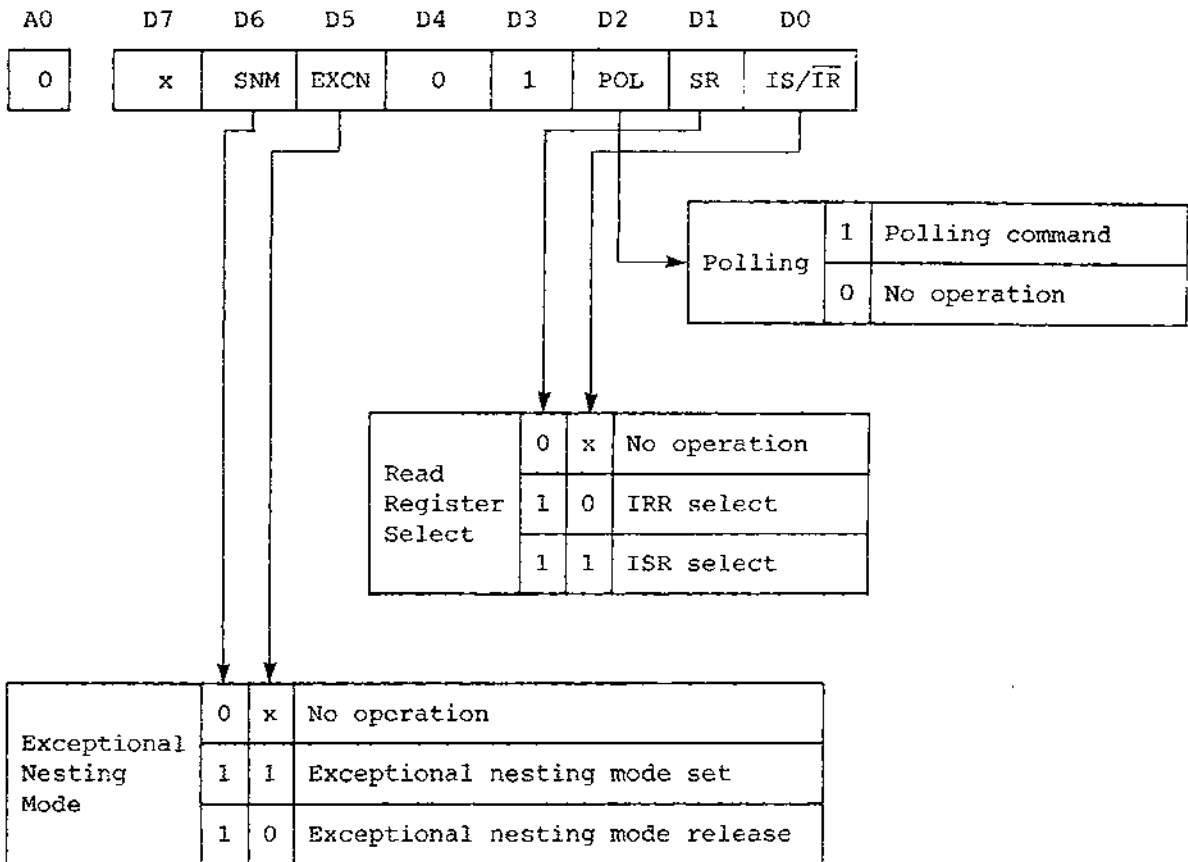 A0 D7 D6 D5 D4 D3 D2 D1 D0
0 x SNM EXCN 0 1 POL SR IS/I̅R̅
Polling
1 Polling command
0 No operation
Read
Register
Select
0 x No operation
1 0 IRR select
1 1 ISR select
Exceptional
Nesting
Mode
0 x No operation
1 1 Exceptional nesting mode set
1 0 Exceptional nesting mode release